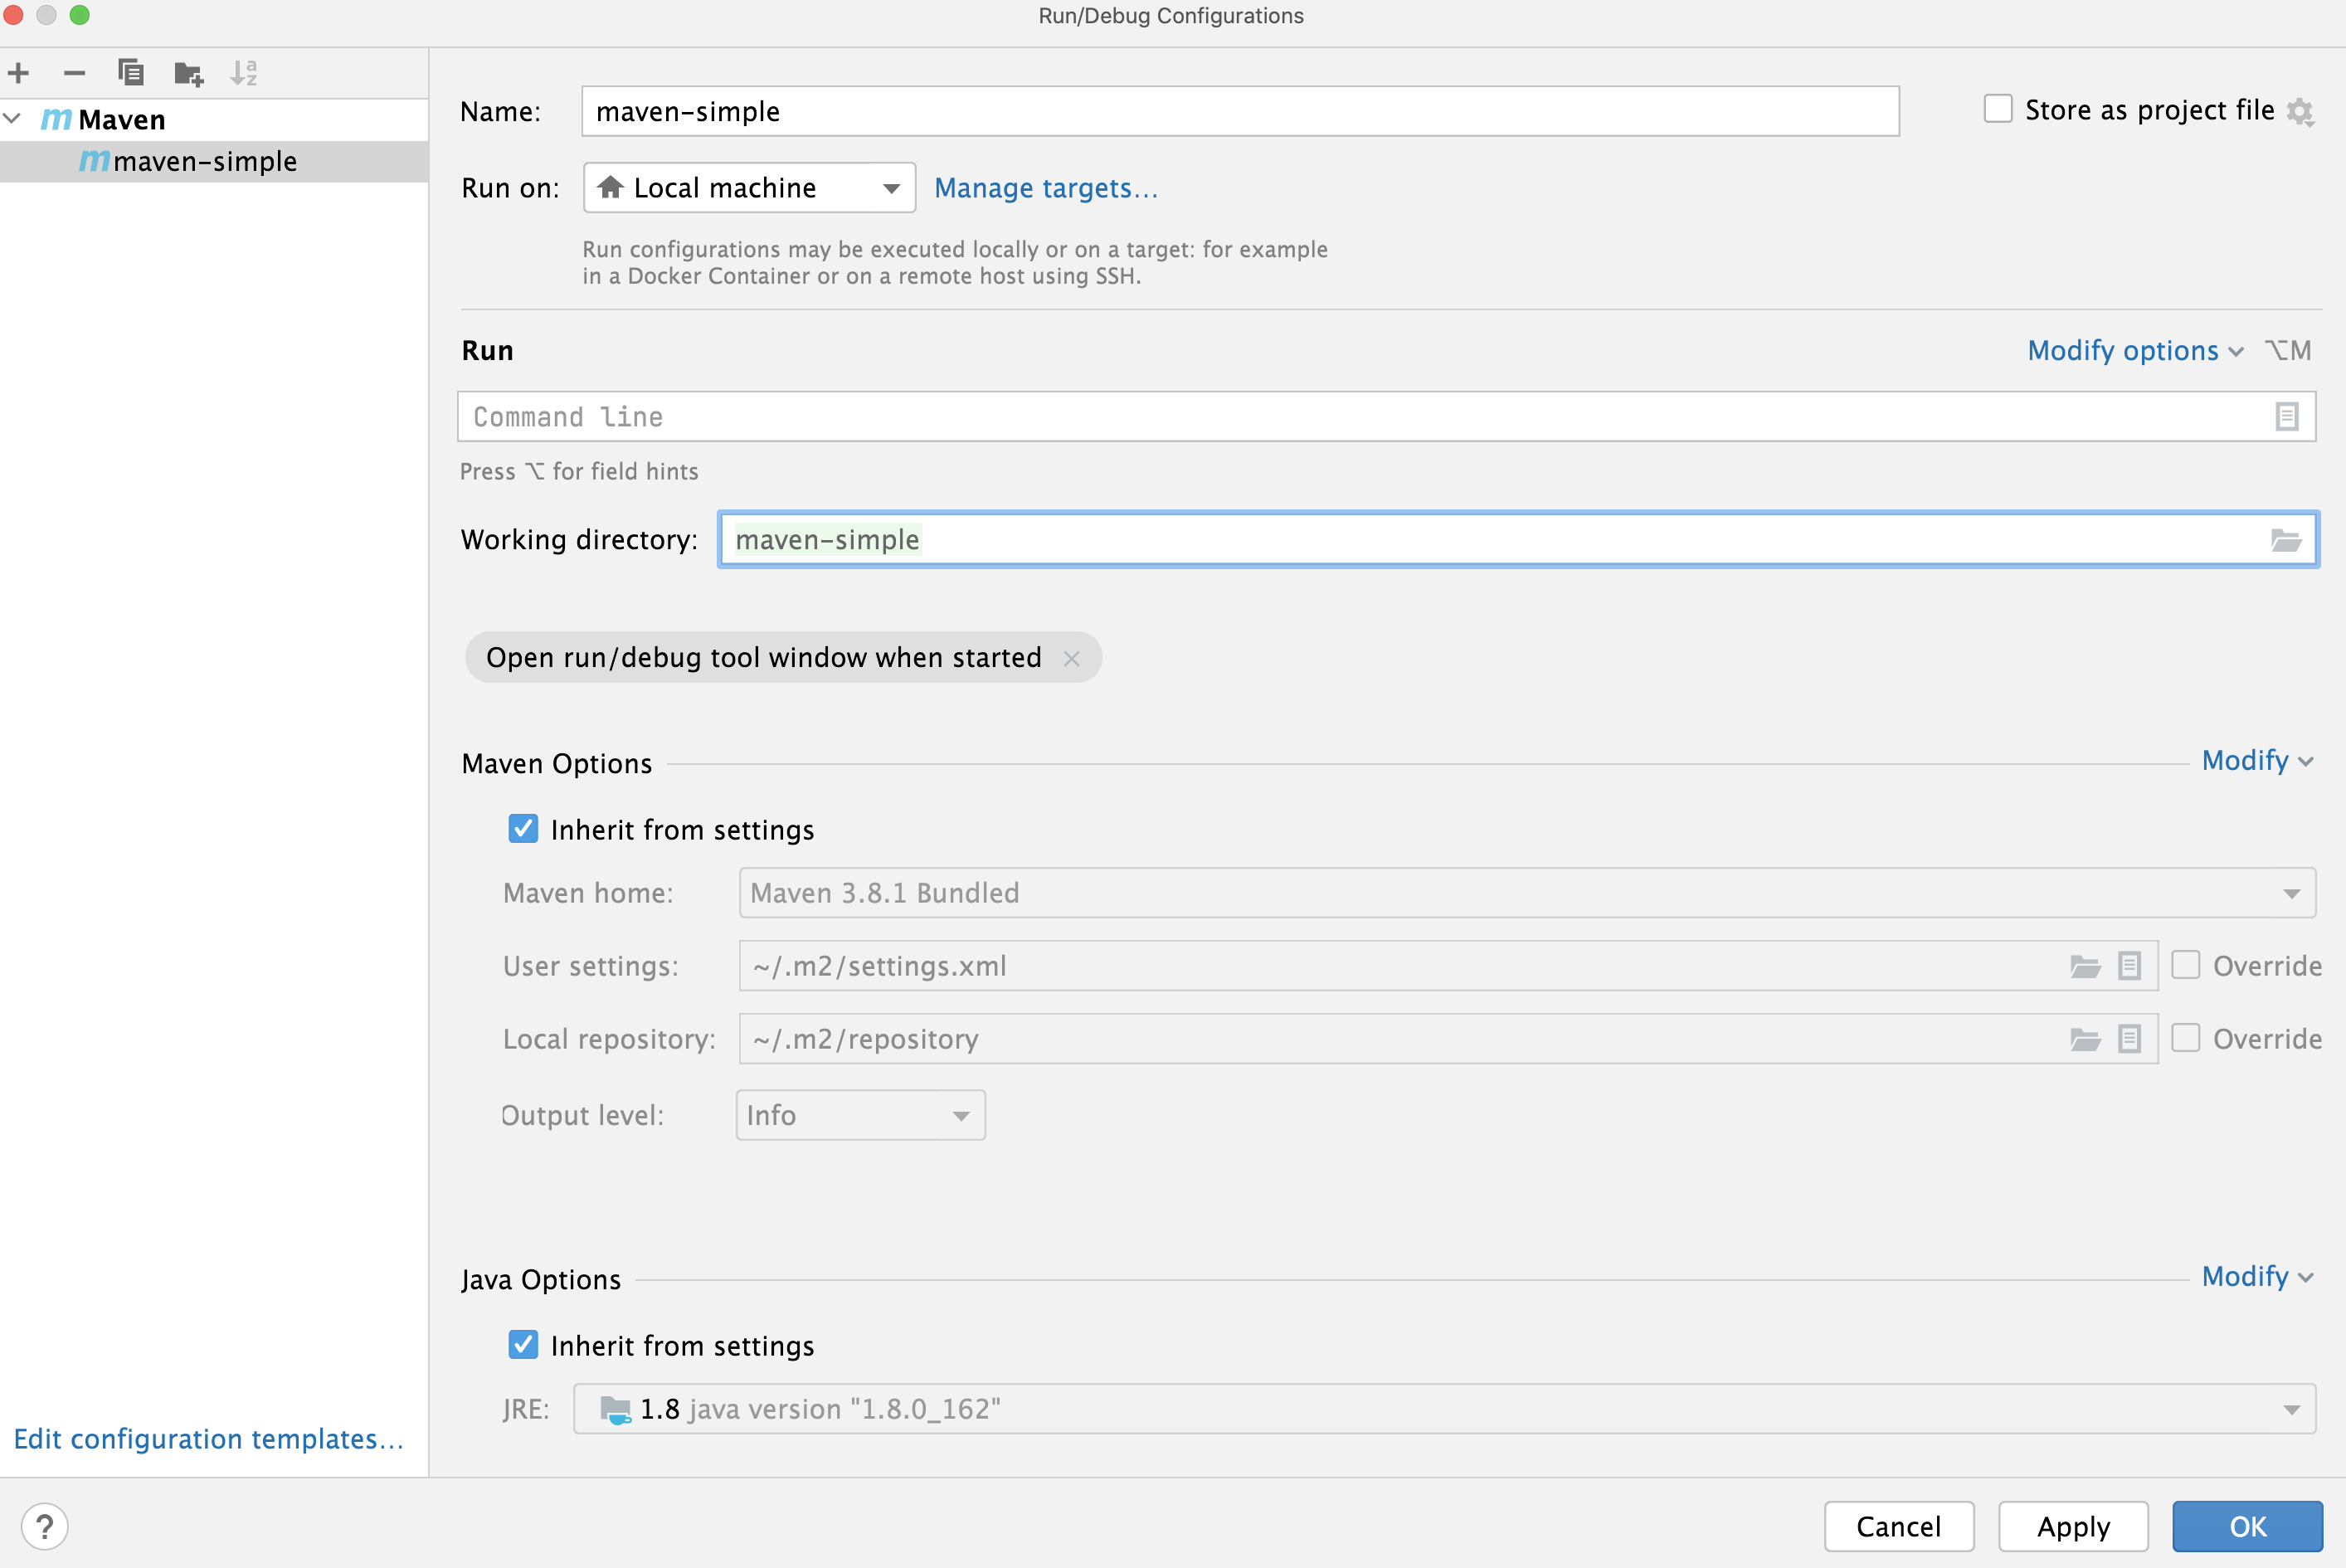 Run/Debug Configurations
Maven
maven-simple
Edit configuration templates...
Name: maven-simple
Store as project file
Run on: Local machine Manage targets...
Run configurations may be executed locally or on a target: for example
in a Docker Container or on a remote host using SSH.
Run
Modify options ⌥M
Command line
Press ⌥ for field hints
Working directory: maven-simple
Open run/debug tool window when started
Maven Options Modify
Inherit from settings
Maven home: Maven 3.8.1 Bundled
User settings: ~/.m2/settings.xml Override
Local repository: ~/.m2/repository Override
Output level: Info
Java Options Modify
Inherit from settings
JRE: 1.8 java version "1.8.0_162"
? Cancel Apply OK